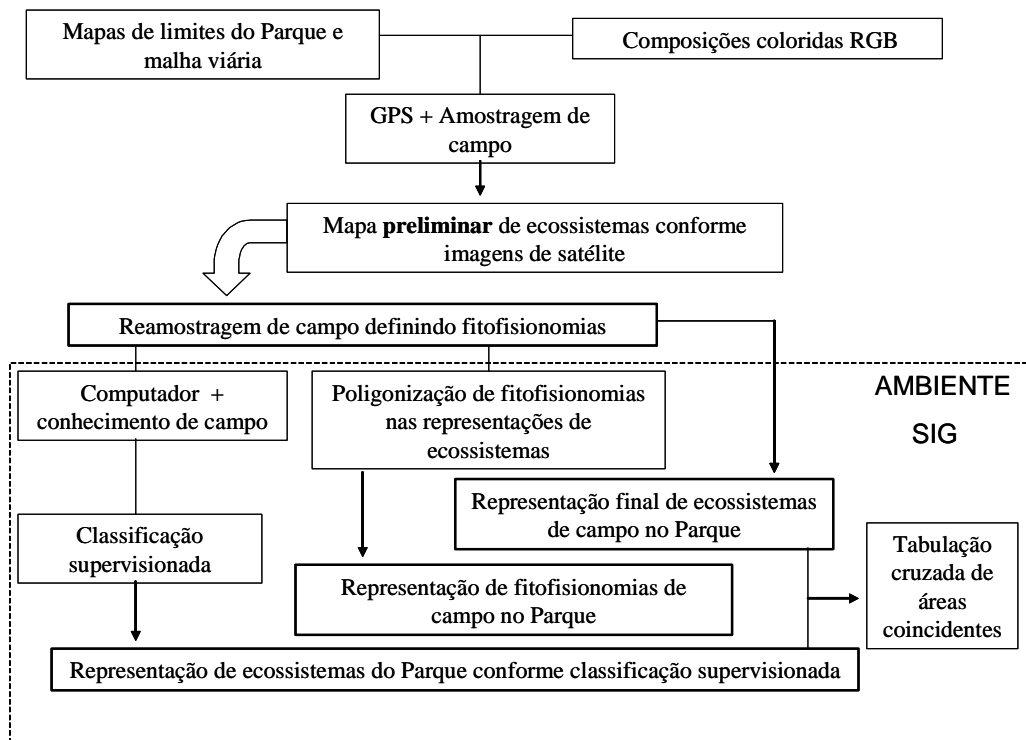 Mapas de limites do Parque e
malha viária
Composições coloridas RGB
GPS + Amostragem de
campo
Mapa preliminar de ecossistemas conforme
imagens de satélite
Reamostragem de campo definindo fitofisionomias
Computador +
conhecimento de campo
Poligonização de fitofisionomias
nas representações de
ecossistemas
AMBIENTE
SIG
Representação final de ecossistemas
de campo no Parque
Classificação
supervisionada
Tabulação
cruzada de
áreas
coincidentes
Representação de fitofisionomias de
campo no Parque
Representação de ecossistemas do Parque conforme classificação supervisionada